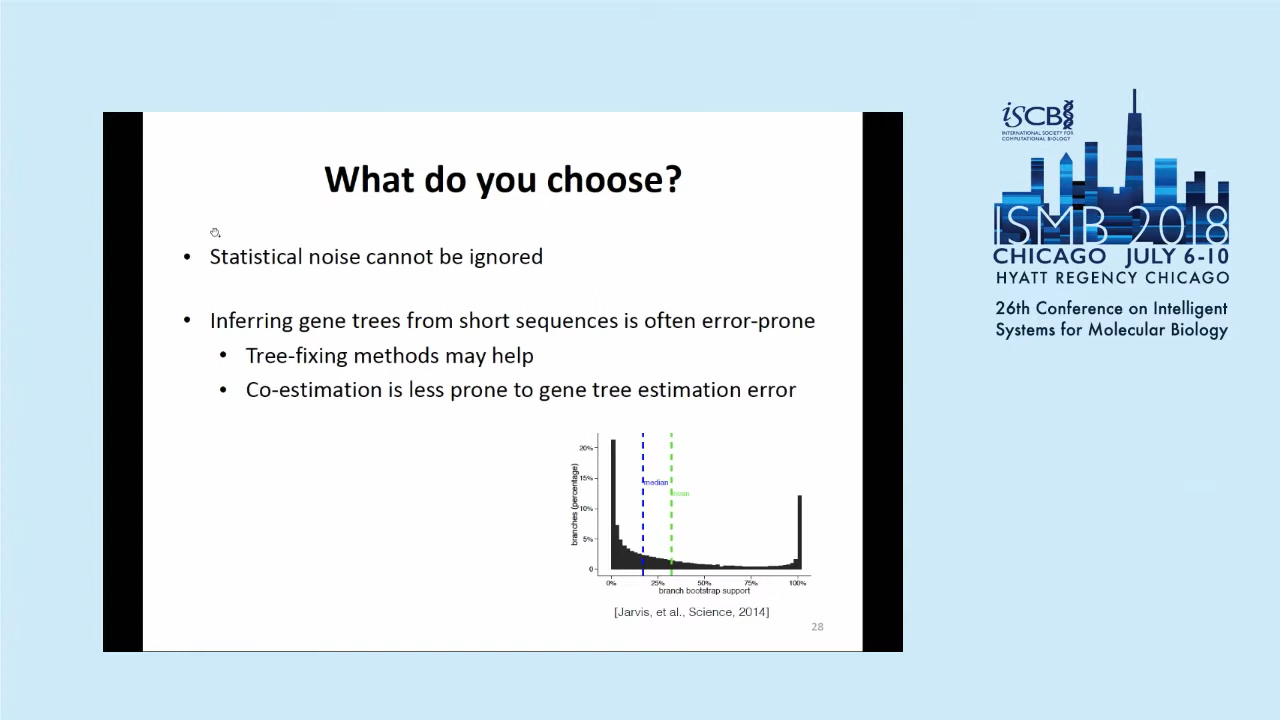 What do you choose?
• Statistical noise cannot be ignored
• Inferring gene trees from short sequences is often error-prone
• Tree-fixing methods may help
• Co-estimation is less prone to gene tree estimation error
20%
15%
10%
5%
0
branches (percentage)
median
mean
0% 25% 50% 75% 100%
branch bootstrap support
[Jarvis, et al., Science, 2014]
28
iSCB
INTERNATIONAL SOCIETY FOR
COMPUTATIONAL BIOLOGY
ISMB 2018
CHICAGO JULY 6-10
HYATT REGENCY CHICAGO
26th Conference on Intelligent
Systems for Molecular Biology